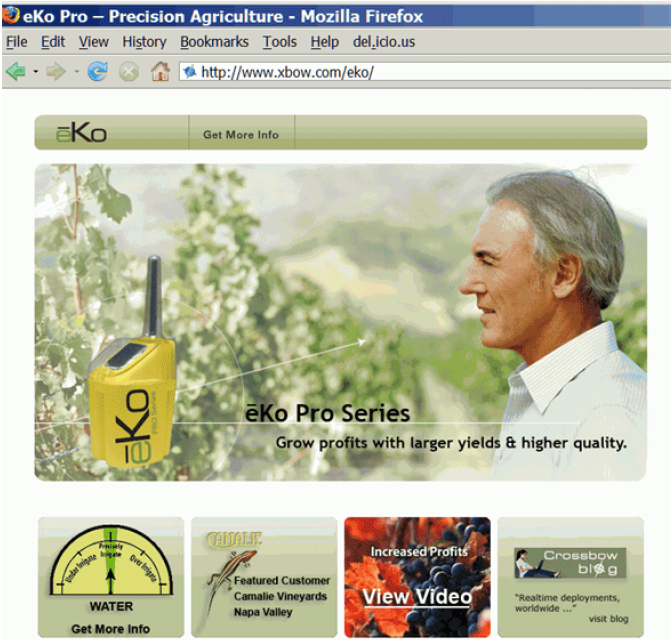 eKo Pro – Precision Agriculture - Mozilla Firefox
File Edit View History Bookmarks Tools Help del.icio.us
http://www.xbow.com/eko/
ēKo
Get More Info
ēKo
PRO Series
ēKo Pro Series
Grow profits with larger yields & higher quality.
Under Irrigate
Precisely
Irrigate
Over Irrigate
WATER
Get More Info
CAMALIE
Featured Customer
Camalie Vineyards
Napa Valley
Increased Profits
View Video
Crossbow
blog
"Realtime deployments,
worldwide ..."
visit blog